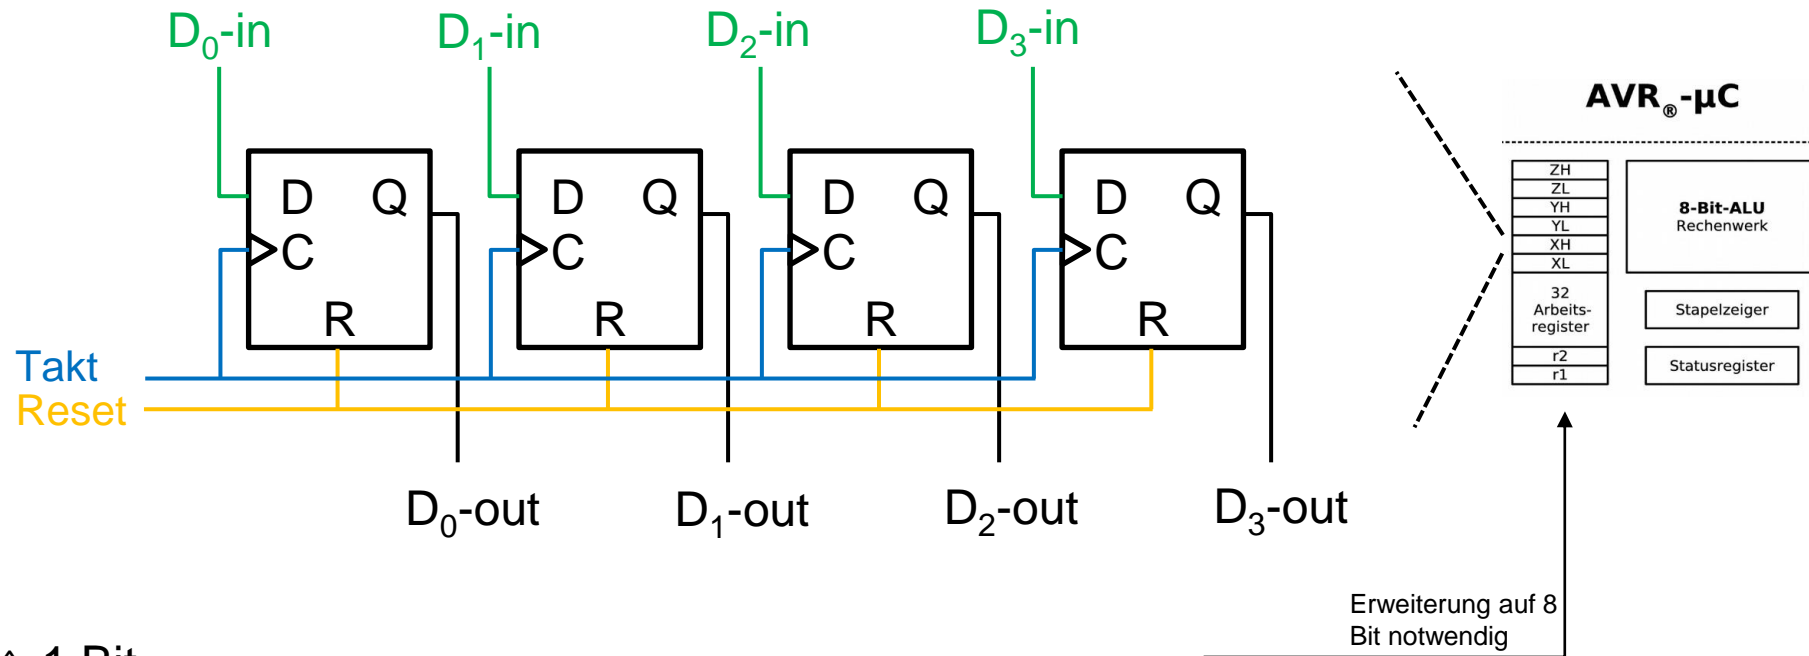 D₀-in D₁-in D₂-in D₃-in
AVR®-µC
D Q D Q D Q D Q
C C C C
R R R R
Takt
Reset
D₀-out D₁-out D₂-out D₃-out
ZH
ZL
YH
YL
XH
XL
32
Arbeits-
register
r2
r1
8-Bit-ALU
Rechenwerk
Stapelzeiger
Statusregister
Erweiterung auf 8
Bit notwendig
1 Bit